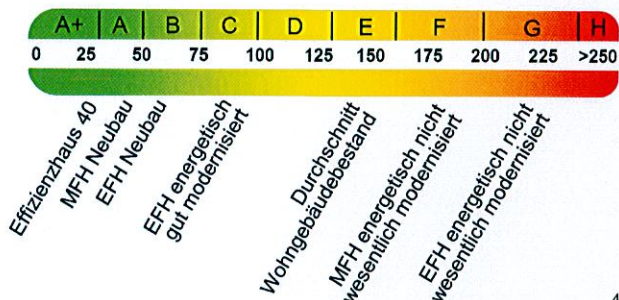 A+ A B C D E F G H
0 25 50 75 100 125 150 175 200 225 >250
Effizienzhaus 40
MFH Neubau
EFH Neubau
EFH energetisch
gut modernisiert
Durchschnitt
Wohngebäudebestand
MFH energetisch nicht
wesentlich modernisiert
EFH energetisch nicht
wesentlich modernisiert
4